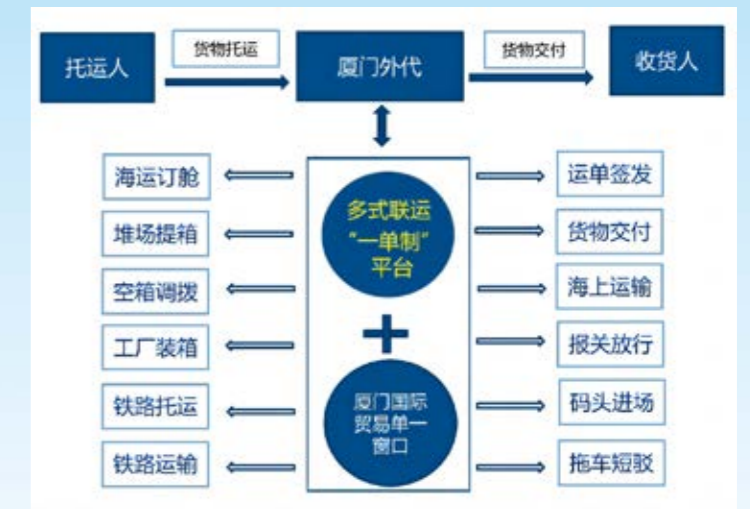 托运人
货物托运
厦门外代
货物交付
收货人
海运订舱
堆场提箱
空箱调拨
工厂装箱
铁路托运
铁路运输
多式联运
“一单制”
平台
厦门国际
贸易单一
窗口
运单签发
货物交付
海上运输
报关放行
码头进场
拖车短驳